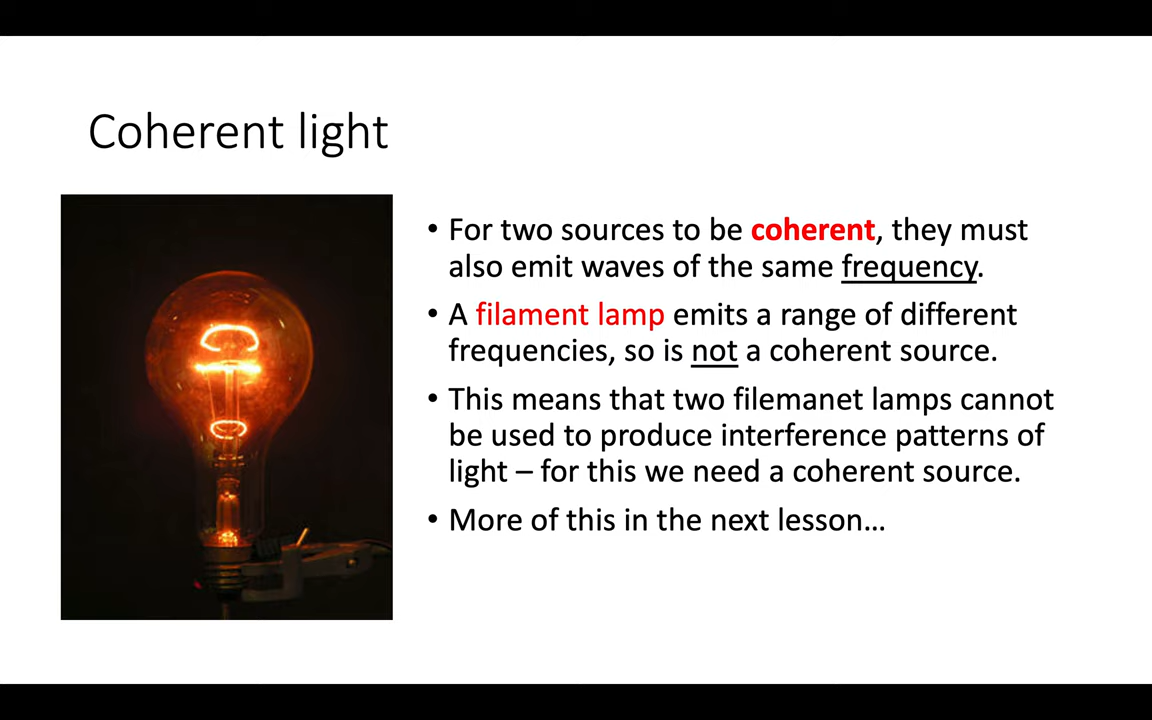 Coherent light
• For two sources to be coherent, they must
also emit waves of the same frequency.
• A filament lamp emits a range of different
frequencies, so is not a coherent source.
• This means that two filemanet lamps cannot
be used to produce interference patterns of
light – for this we need a coherent source.
• More of this in the next lesson…